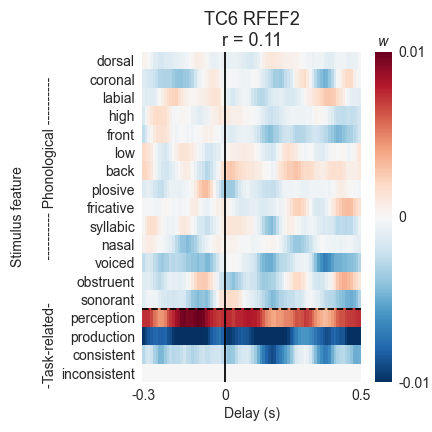 TC6 RFEF2
r = 0.11
w
0.01
0
-0.01
Stimulus feature
---------- Phonological ----------
-Task-related-
dorsal
coronal
labial
high
front
low
back
plosive
fricative
syllabic
nasal
voiced
obstruent
sonorant
perception
production
consistent
inconsistent
-0.3
0
0.5
Delay (s)